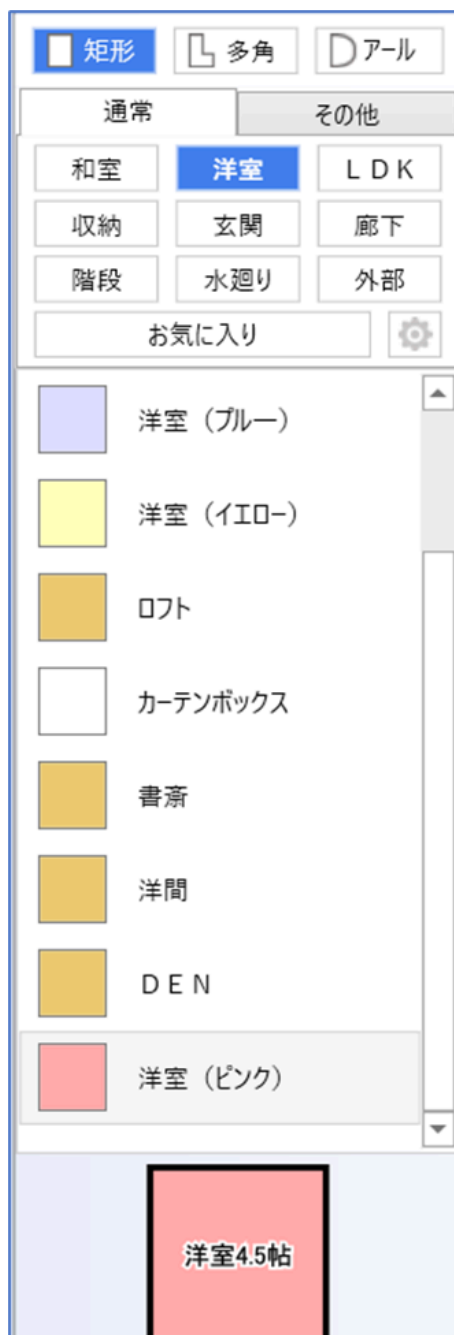 矩形 多角 アール
通常 その他
和室 洋室 ＬＤＫ
収納 玄関 廊下
階段 水廻り 外部
お気に入り
洋室（ブルー）
洋室（イエロー）
ロフト
カーテンボックス
書斎
洋間
ＤＥＮ
洋室（ピンク）
洋室4.5帖